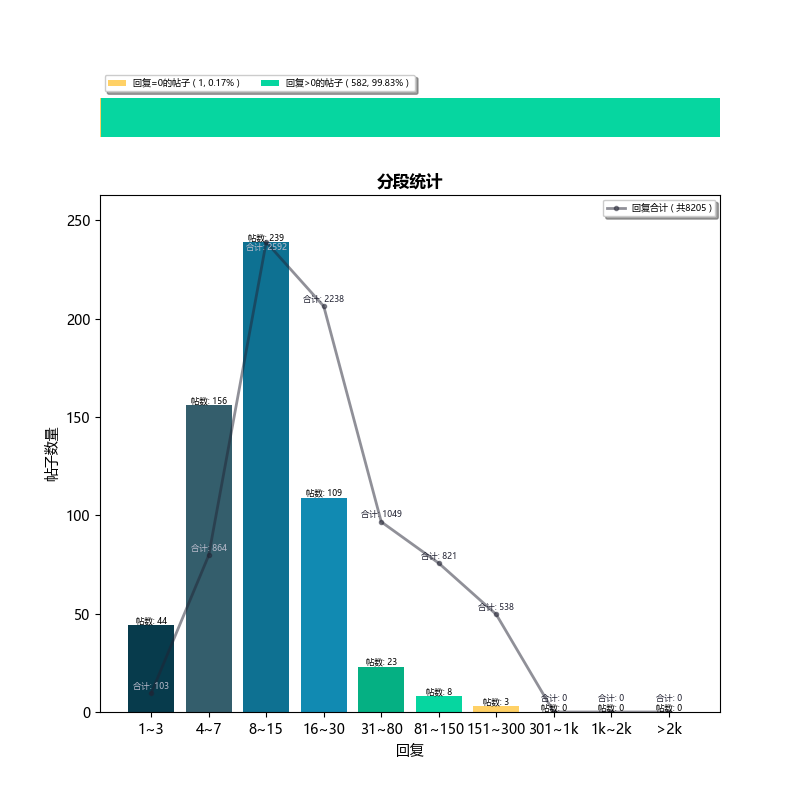 回复=0的帖子 ( 1, 0.17% )
回复>0的帖子 ( 582, 99.83% )
分段统计
回复合计 ( 共8205 )
帖子数量
250
200
150
100
50
0
帖数: 44
合计: 103
帖数: 156
合计: 864
帖数: 239
合计: 2592
帖数: 109
合计: 2238
帖数: 23
合计: 1049
帖数: 8
合计: 821
帖数: 3
合计: 538
合计: 0
帖数: 0
合计: 0
帖数: 0
合计: 0
帖数: 0
1~3 4~7 8~15 16~30 31~80 81~150 151~300 301~1k 1k~2k >2k
回复